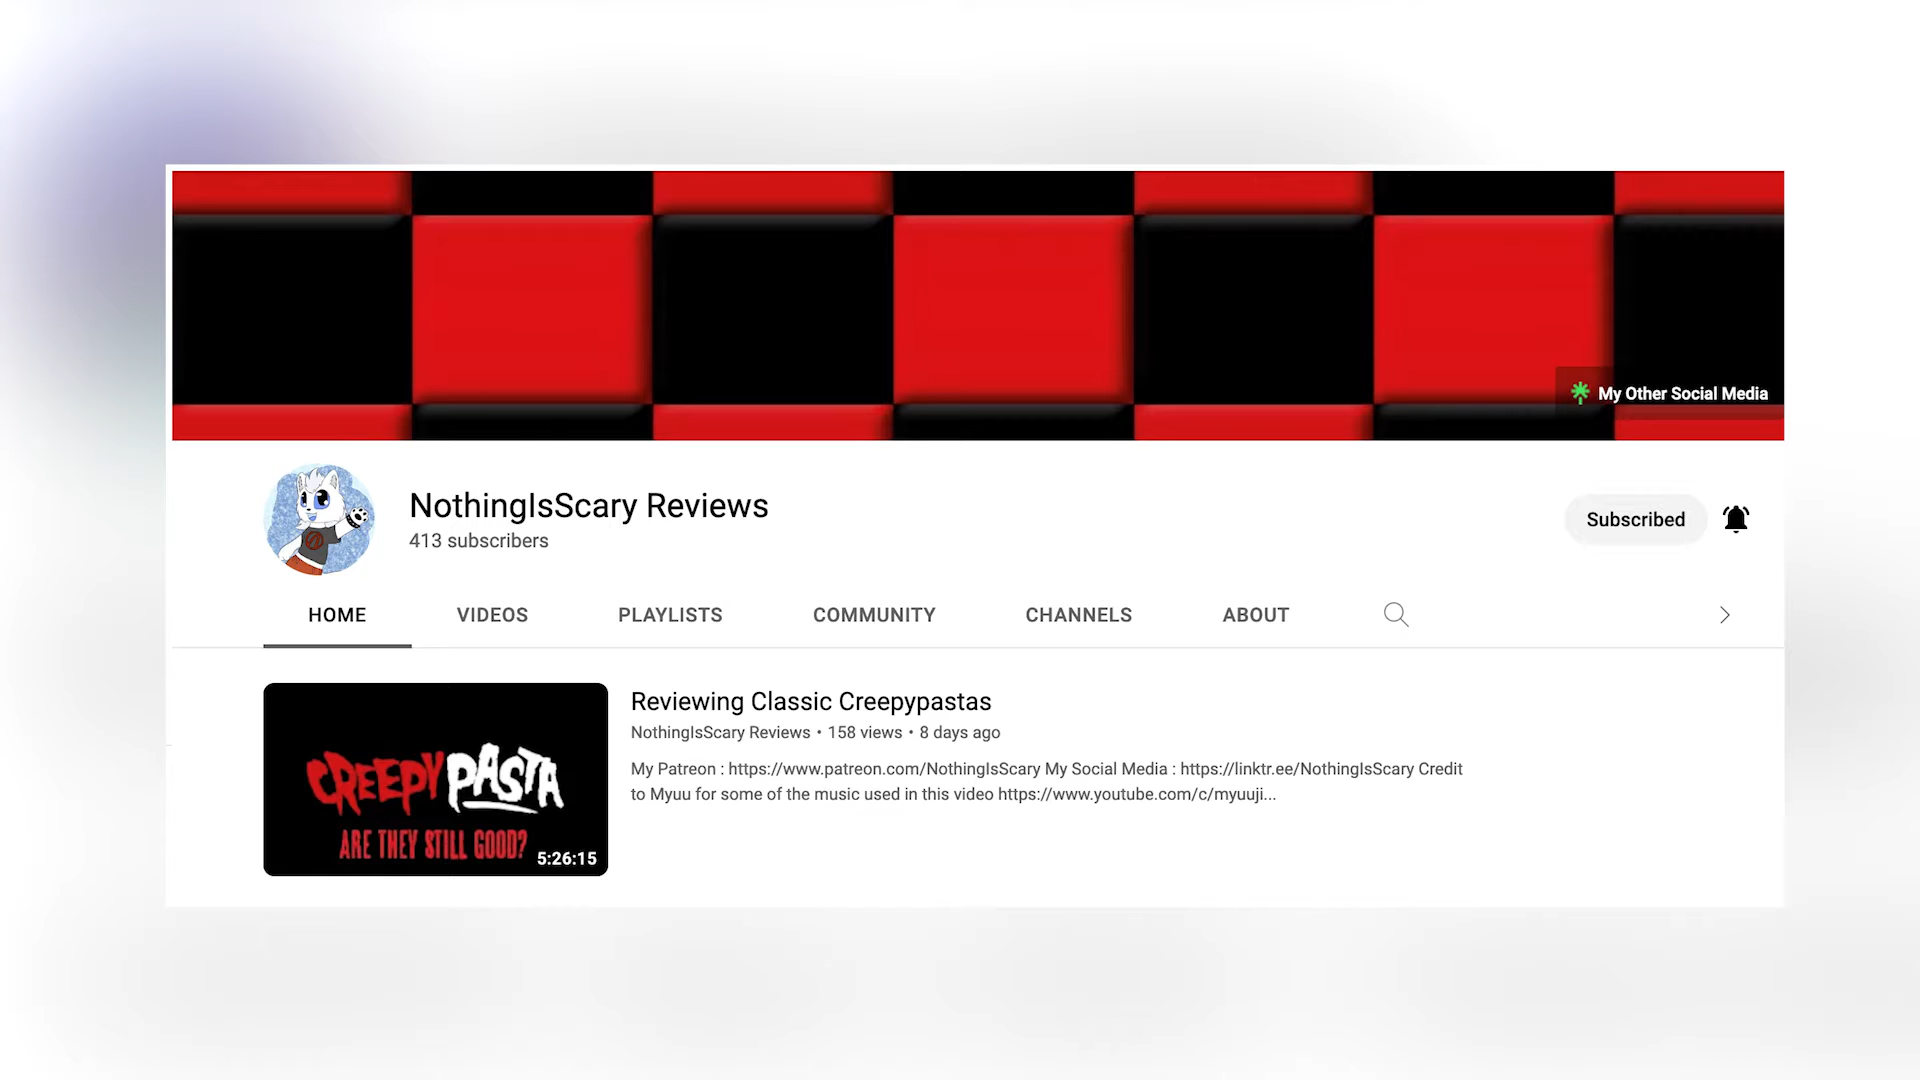 My Other Social Media
NothingIsScary Reviews
413 subscribers
Subscribed
HOME VIDEOS PLAYLISTS COMMUNITY CHANNELS ABOUT
CREEPYPASTA
ARE THEY STILL GOOD?
5:26:15
Reviewing Classic Creepypastas
NothingIsScary Reviews • 158 views • 8 days ago
My Patreon : https://www.patreon.com/NothingIsScary My Social Media : https://linktr.ee/NothingIsScary Credit
to Myuu for some of the music used in this video https://www.youtube.com/c/myuuji...